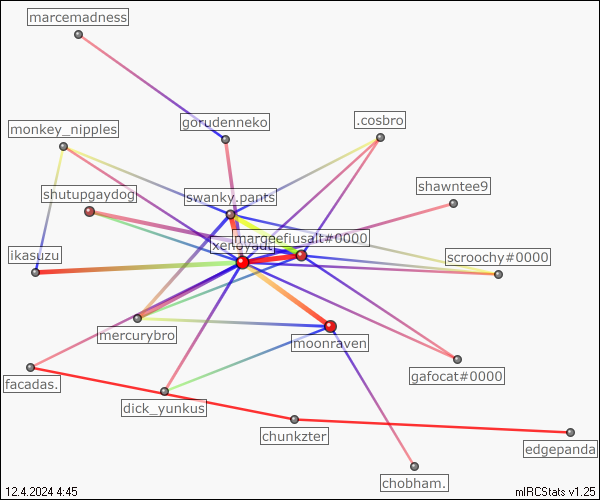 marcemadness
gorudenneko
.cosbro
monkey_nipples
shawntee9
shutupgaydog
swanky.pants
margeefiusalt#0000
ikasuzu
scroochy#0000
mercurybro
moonraven
gafocat#0000
facadas.
dick_yunkus
chunkzter
edgepanda
chobham.
12.4.2024 4:45
mIRCStats v1.25